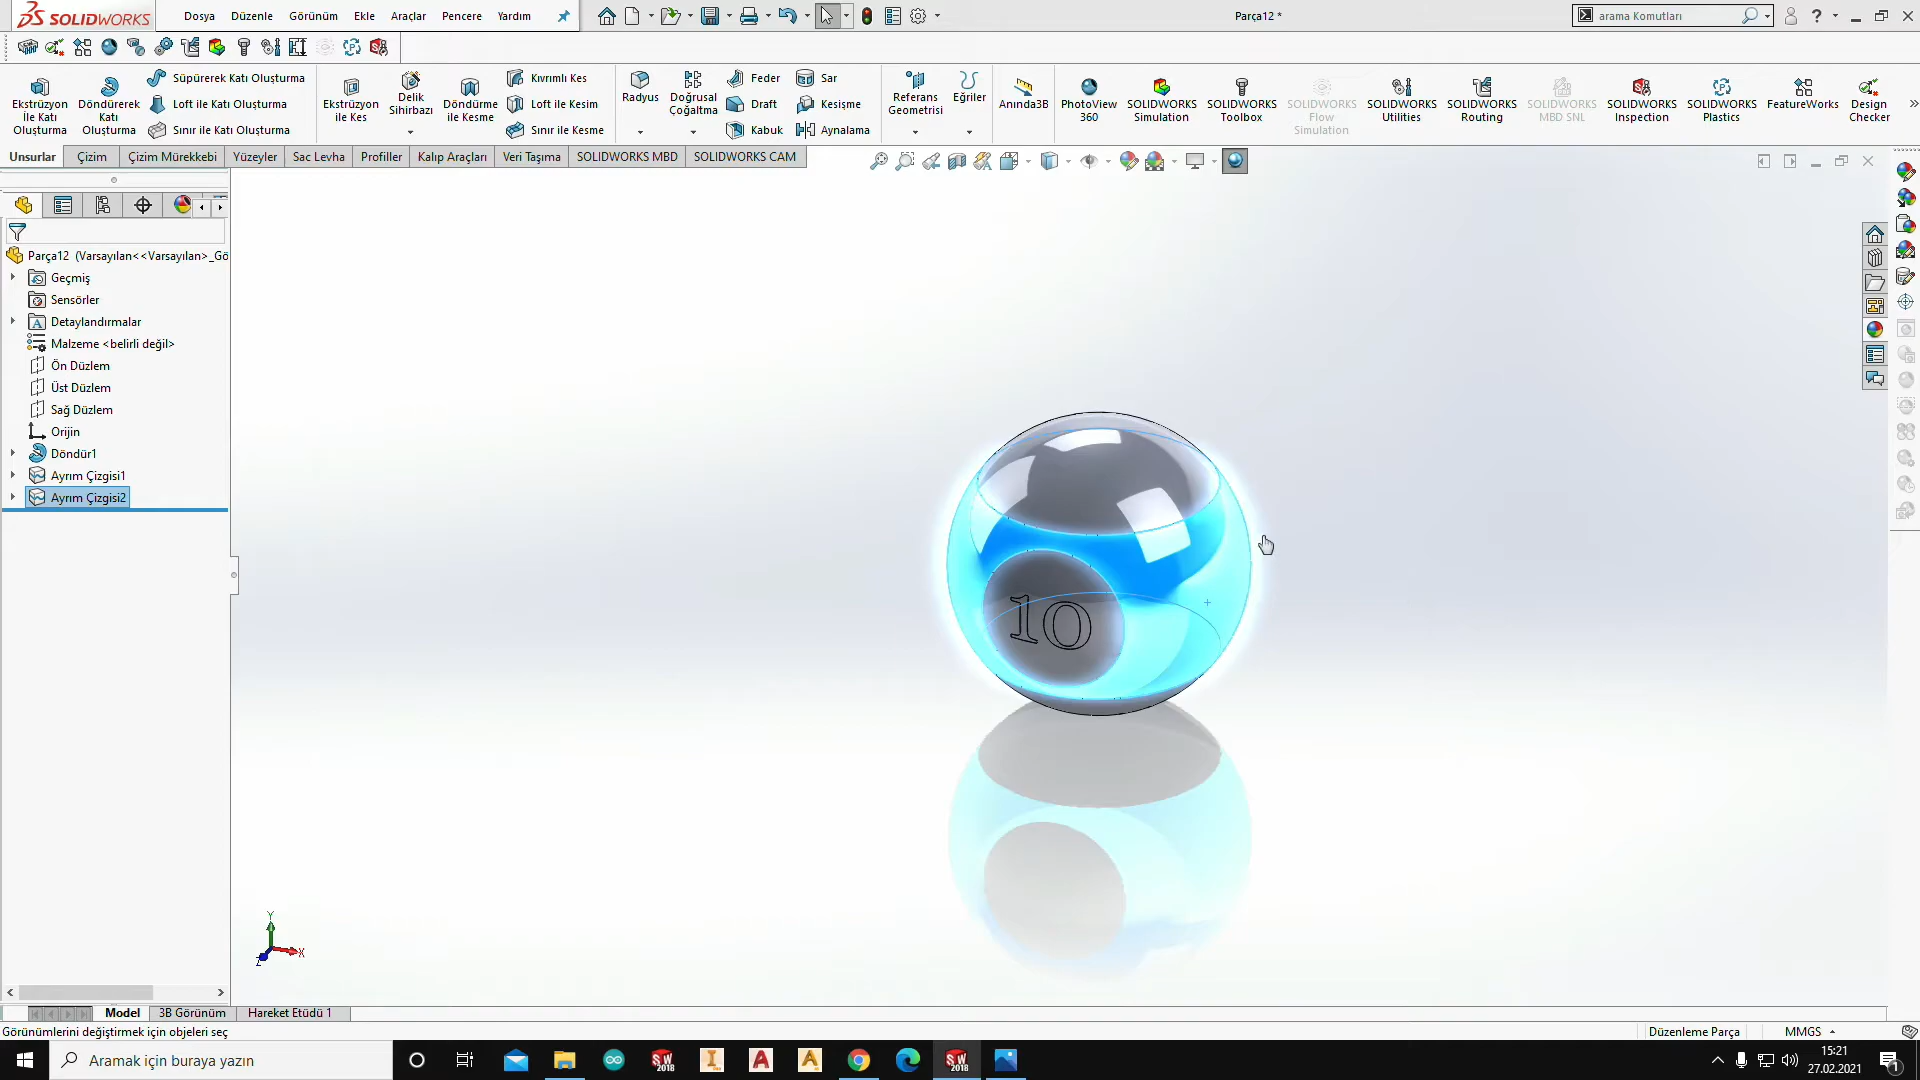 SOLIDWORKS
Dosya Düzenle Görünüm Ekle Araçlar Pencere Yardım
Parça12 *
arama Komutları
Ekstrüzyon ile Katı Oluşturma
Döndürerek Katı Oluşturma
Süpürerek Katı Oluşturma
Loft ile Katı Oluşturma
Sınır ile Katı Oluşturma
Ekstrüzyon ile Kes
Delik Sihirbazı
Döndürme ile Kesme
Kıvrımlı Kes
Loft ile Kesim
Sınır ile Kesme
Radyus
Doğrusal Çoğaltma
Feder
Draft
Kabuk
Sar
Kesişme
Aynalama
Referans Geometrisi
Eğriler
Anında3B
PhotoView 360
SOLIDWORKS Simulation
SOLIDWORKS Toolbox
SOLIDWORKS Flow Simulation
SOLIDWORKS Utilities
SOLIDWORKS Routing
SOLIDWORKS MBD SNL
SOLIDWORKS Inspection
SOLIDWORKS Plastics
FeatureWorks
Design Checker
Unsurlar Çizim Çizim Mürekkebi Yüzeyler Sac Levha Profiller Kalıp Araçları Veri Taşıma SOLIDWORKS MBD SOLIDWORKS CAM
Parça12 (Varsayılan<<Varsayılan>_Gö
Geçmiş
Sensörler
Detaylandırmalar
Malzeme <belirli değil>
Ön Düzlem
Üst Düzlem
Sağ Düzlem
Orijin
Döndür1
Ayrım Çizgisi1
Ayrım Çizgisi2
10
Y
X
Z
Model 3B Görünüm Hareket Etüdü 1
Görünümlerini değiştirmek için objeleri seç
Düzenleme Parça MMGS
Aramak için buraya yazın
SW 2018
I
A
A
SW 2018
15:21
27.02.2021
1